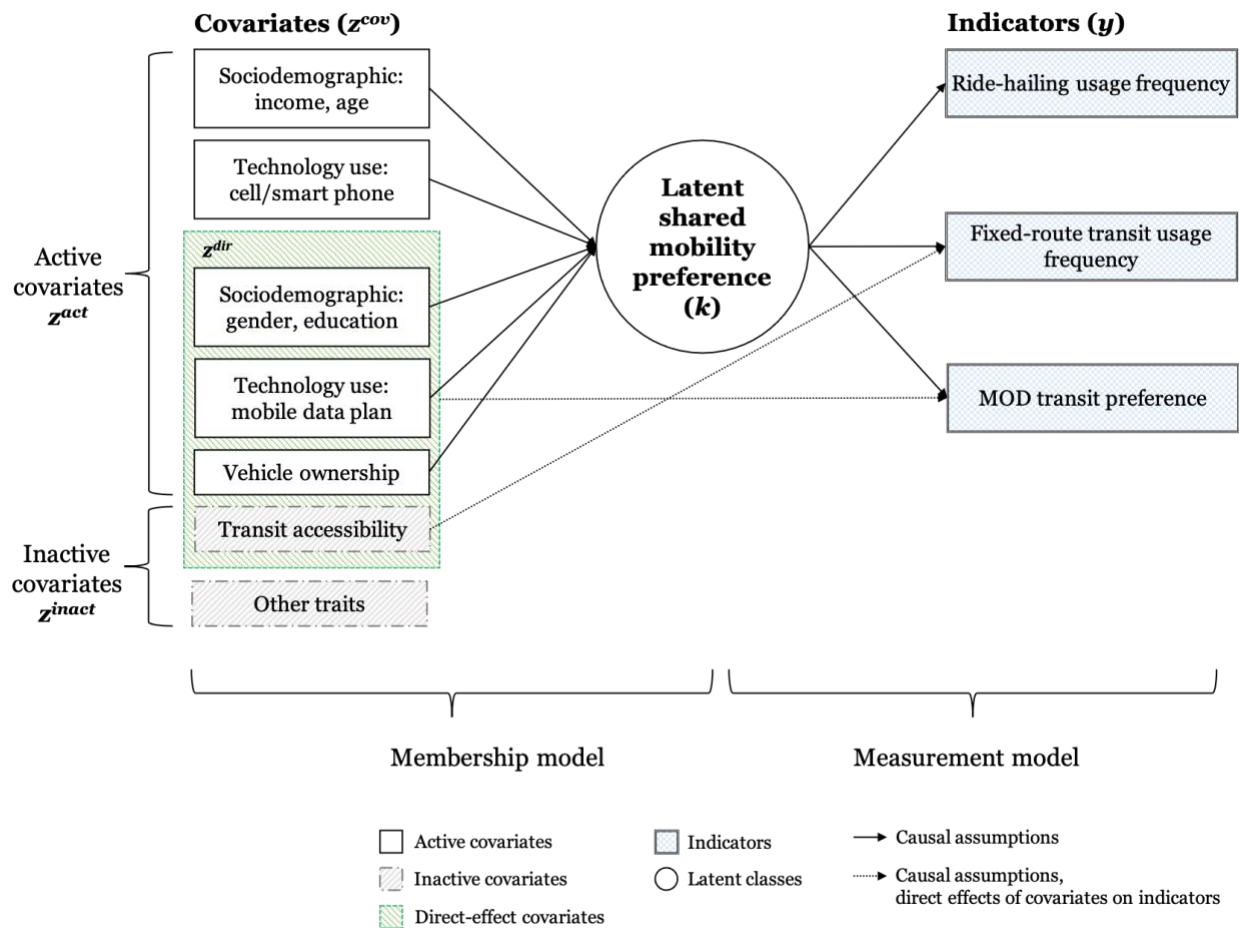 Covariates (z^cov)
Indicators (y)
Sociodemographic:
income, age
Ride-hailing usage frequency
Technology use:
cell/smart phone
Latent
shared
mobility
preference
(k)
Fixed-route transit usage
frequency
Active
covariates
z^act
z^dir
Sociodemographic:
gender, education
Technology use:
mobile data plan
MOD transit preference
Vehicle ownership
Transit accessibility
Inactive
covariates
z^inact
Other traits
Membership model
Measurement model
Active covariates
Indicators
Causal assumptions
Inactive covariates
Latent classes
Causal assumptions,
direct effects of covariates on indicators
Direct-effect covariates